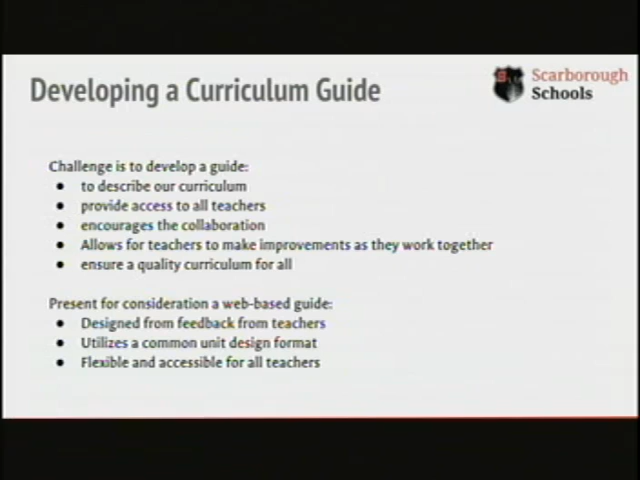 Developing a Curriculum Guide
Scarborough
Schools
Challenge is to develop a guide:
● to describe our curriculum
● provide access to all teachers
● encourages the collaboration
● Allows for teachers to make improvements as they work together
● ensure a quality curriculum for all
Present for consideration a web-based guide:
● Designed from feedback from teachers
● Utilizes a common unit design format
● Flexible and accessible for all teachers